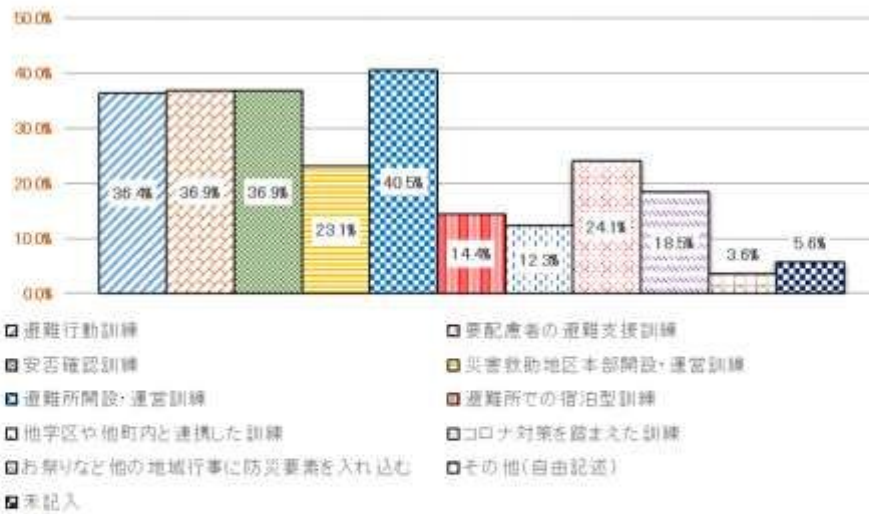 50.0%
40.0%
30.0%
20.0%
10.0%
0.0%
36.4%
36.9%
36.9%
23.1%
40.5%
14.4%
12.3%
24.1%
18.5%
3.6%
5.6%
避難行動訓練
要配慮者の避難支援訓練
安否確認訓練
災害救助地区本部開設・運営訓練
避難所開設・運営訓練
避難所での宿泊型訓練
他学区や他町内と連携した訓練
コロナ対策を踏まえた訓練
お祭りなど他の地域行事に防災要素を入れ込む
その他(自由記述)
未記入